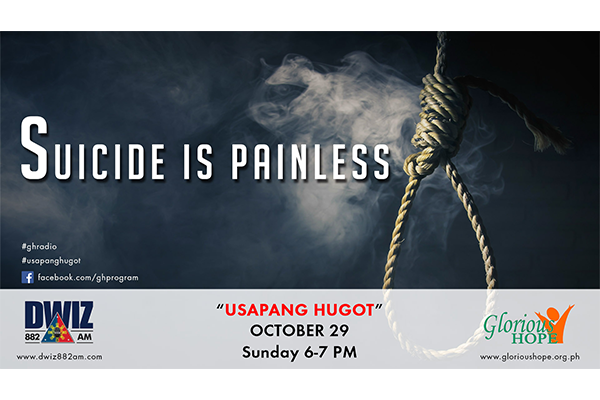 SUICIDE IS PAINLESS
#ghradio
#usapanghugot
facebook.com/ghprogram
DWIZ
882 AM
www.dwiz882am.com
“USAPANG HUGOT”
OCTOBER 29
Sunday 6-7 PM
Glorious
HOPE
www.glorioushope.org.ph